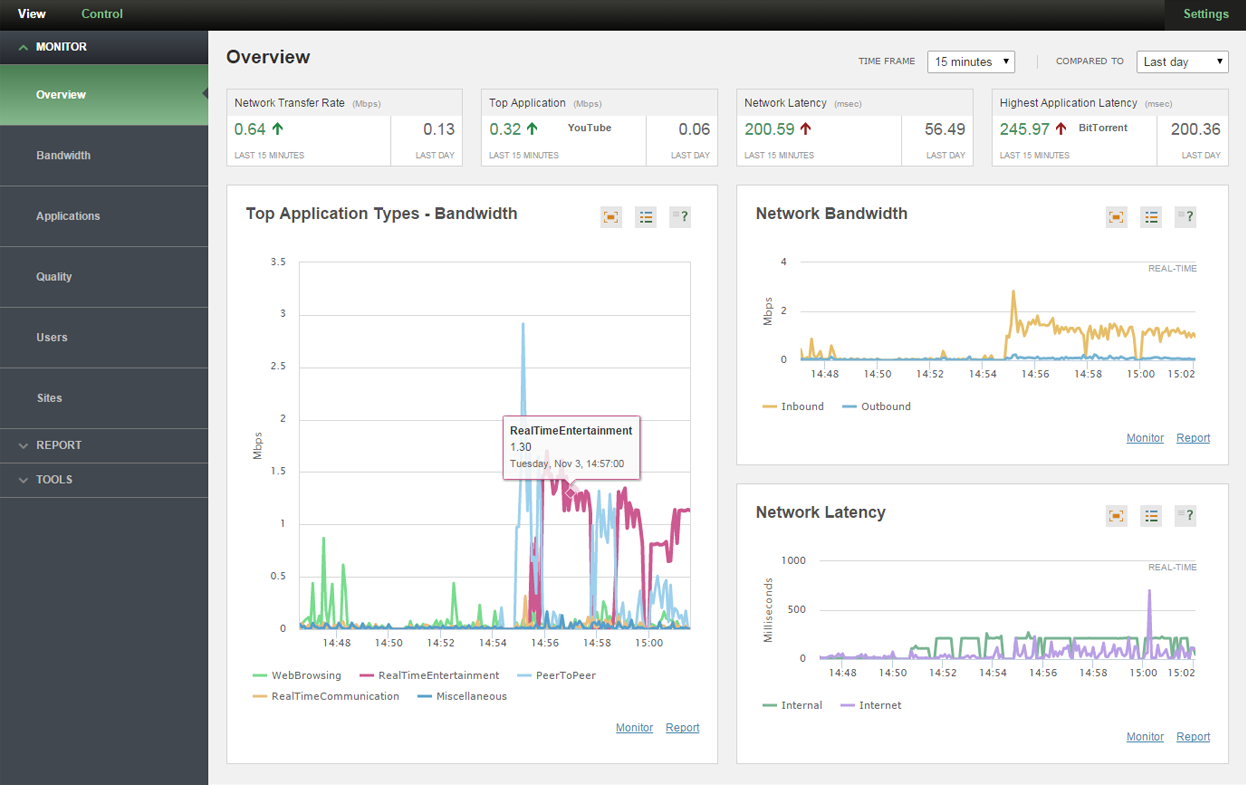 View Control Settings
MONITOR
Overview
Bandwidth
Applications
Quality
Users
Sites
REPORT
TOOLS
Overview
TIME FRAME 15 minutes COMPARED TO Last day
Network Transfer Rate (Mbps)
0.64 0.13
LAST 15 MINUTES LAST DAY
Top Application (Mbps)
0.32 YouTube 0.06
LAST 15 MINUTES LAST DAY
Network Latency (msec)
200.59 56.49
LAST 15 MINUTES LAST DAY
Highest Application Latency (msec)
245.97 BitTorrent 200.36
LAST 15 MINUTES LAST DAY
Top Application Types - Bandwidth
?
3.5
3
2.5
2
1.5
1
0.5
0
Mbps
RealTimeEntertainment
1.30
Tuesday, Nov 3, 14:57:00
14:48 14:50 14:52 14:54 14:56 14:58 15:00
WebBrowsing RealTimeEntertainment PeerToPeer
RealTimeCommunication Miscellaneous
Monitor Report
Network Bandwidth
?
REAL-TIME
4
2
0
Mbps
14:48 14:50 14:52 14:54 14:56 14:58 15:00 15:02
Inbound Outbound
Monitor Report
Network Latency
?
REAL-TIME
1000
500
0
Milliseconds
14:48 14:50 14:52 14:54 14:56 14:58 15:00 15:02
Internal Internet
Monitor Report